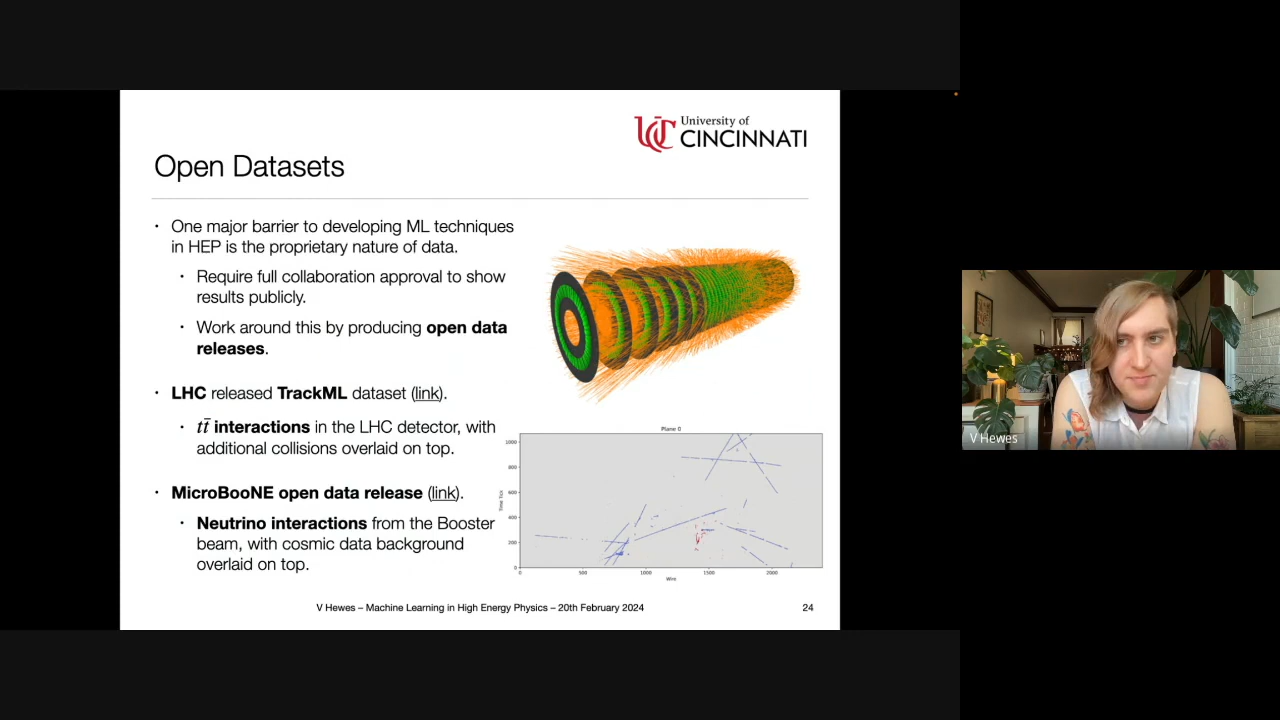 University of
CINCINNATI
Open Datasets
• One major barrier to developing ML techniques
in HEP is the proprietary nature of data.
• Require full collaboration approval to show
results publicly.
• Work around this by producing open data
releases.
• LHC released TrackML dataset (link).
• tt̄ interactions in the LHC detector, with
additional collisions overlaid on top.
• MicroBooNE open data release (link).
• Neutrino interactions from the Booster
beam, with cosmic data background
overlaid on top.
Plane 0
Time Tick
1000
800
600
400
200
0
0 500 1000 1500 2000
Wire
V Hewes – Machine Learning in High Energy Physics – 20th February 2024
24
V Hewes